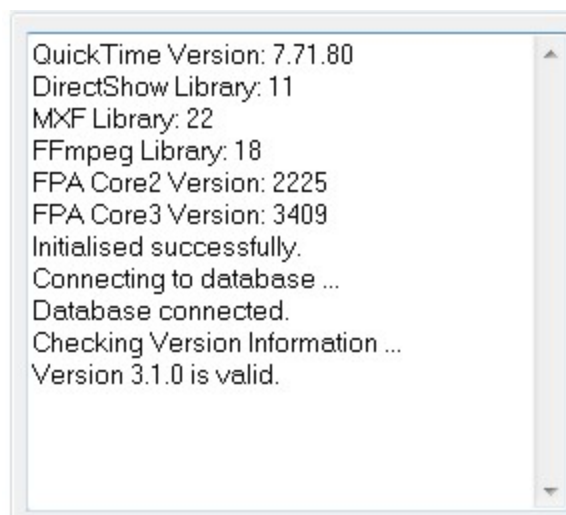 QuickTime Version: 7.71.80
DirectShow Library: 11
MXF Library: 22
FFmpeg Library: 18
FPA Core2 Version: 2225
FPA Core3 Version: 3409
Initialised successfully.
Connecting to database ...
Database connected.
Checking Version Information ...
Version 3.1.0 is valid.